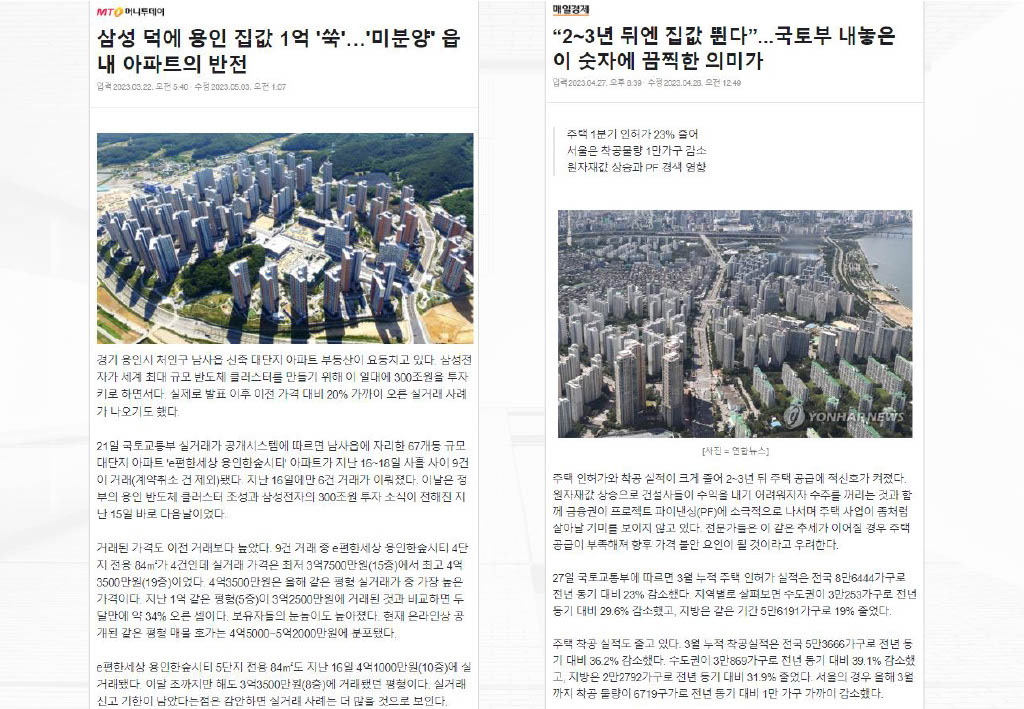 MT 머니투데이
삼성 덕에 용인 집값 1억 '쑥'…'미분양' 읍
내 아파트의 반전
입력2023.03.22. 오전 5:40 · 수정2023.05.03. 오전 1:07
경기 용인시 처인구 남사읍 신축 대단지 아파트 부동산이 요동치고 있다. 삼성전
자가 세계 최대 규모 반도체 클러스터를 만들기 위해 이 일대에 300조원을 투자
키로 하면서다. 실제로 발표 이후 이전 가격 대비 20% 가까이 오른 실거래 사례
가 나오기도 했다.
21일 국토교통부 실거래가 공개시스템에 따르면 남사읍에 자리한 67개동 규모
대단지 아파트 'e편한세상 용인한숲시티' 아파트가 지난 16~18일 사흘 사이 9건
이 거래(계약취소 건 제외)됐다. 지난 16일에만 6건 거래가 이뤄졌다. 이날은 정
부의 용인 반도체 클러스터 조성과 삼성전자의 300조원 투자 소식이 전해진 지
난 15일 바로 다음날이었다.
거래된 가격도 이전 거래보다 높았다. 9건 거래 중 e편한세상 용인한숲시티 4단
지 전용 84㎡가 4건인데 실거래 가격은 최저 3억7500만원(15층)에서 최고 4억
3500만원(19층)이었다. 4억3500만원은 올해 같은 평형 실거래가 중 가장 높은
가격이다. 지난 1월 같은 평형(5층)이 3억2500만원에 거래된 것과 비교하면 두
달만에 약 34% 오른 셈이다. 보유자들의 눈높이도 높아졌다. 현재 온라인상 공
개된 같은 평형 매물 호가는 4억5000~5억2000만원에 분포됐다.
e편한세상 용인한숲시티 5단지 전용 84㎡도 지난 16일 4억1000만원(10층)에 실
거래됐다. 이달 초까지만 해도 3억3500만원(8층)에 거래됐던 평형이다. 실거래
신고 기한이 남았다는점은 감안하면 실거래 사례는 더 많을 것으로 보인다.
매일경제
“2~3년 뒤엔 집값 뛴다”...국토부 내놓은
이 숫자에 끔찍한 의미가
입력2023.04.27. 오후 8:39 · 수정2023.04.28. 오전 12:49
주택 1분기 인허가 23% 줄어
서울은 착공물량 1만가구 감소
원자재값 상승과 PF 경색 영향
YONHAP NEWS
[사진 = 연합뉴스]
주택 인허가와 착공 실적이 크게 줄어 2~3년 뒤 주택 공급에 적신호가 켜졌다.
원자재값 상승으로 건설사들이 수익을 내기 어려워지자 수주를 꺼리는 것과 함
께 금융권이 프로젝트 파이낸싱(PF)에 소극적으로 나서며 주택 사업이 좀처럼
살아날 기미를 보이지 않고 있다. 전문가들은 이 같은 추세가 이어질 경우 주택
공급이 부족해져 향후 가격 불안 요인이 될 것이라고 우려한다.
27일 국토교통부에 따르면 3월 누적 주택 인허가 실적은 전국 8만6444가구로
전년 동기 대비 23% 감소했다. 지역별로 살펴보면 수도권이 3만253가구로 전년
동기 대비 29.6% 감소했고, 지방은 같은 기간 5만6191가구로 19% 줄었다.
주택 착공 실적도 줄고 있다. 3월 누적 착공실적은 전국 5만3666가구로 전년 동
기 대비 36.2% 감소했다. 수도권이 3만869가구로 전년 동기 대비 39.1% 감소했
고, 지방은 2만2792가구로 전년 동기 대비 31.9% 줄었다. 서울의 경우 올해 3월
까지 착공 물량이 6719구로 전년 동기 대비 1만 가구 가까이 감소했다.